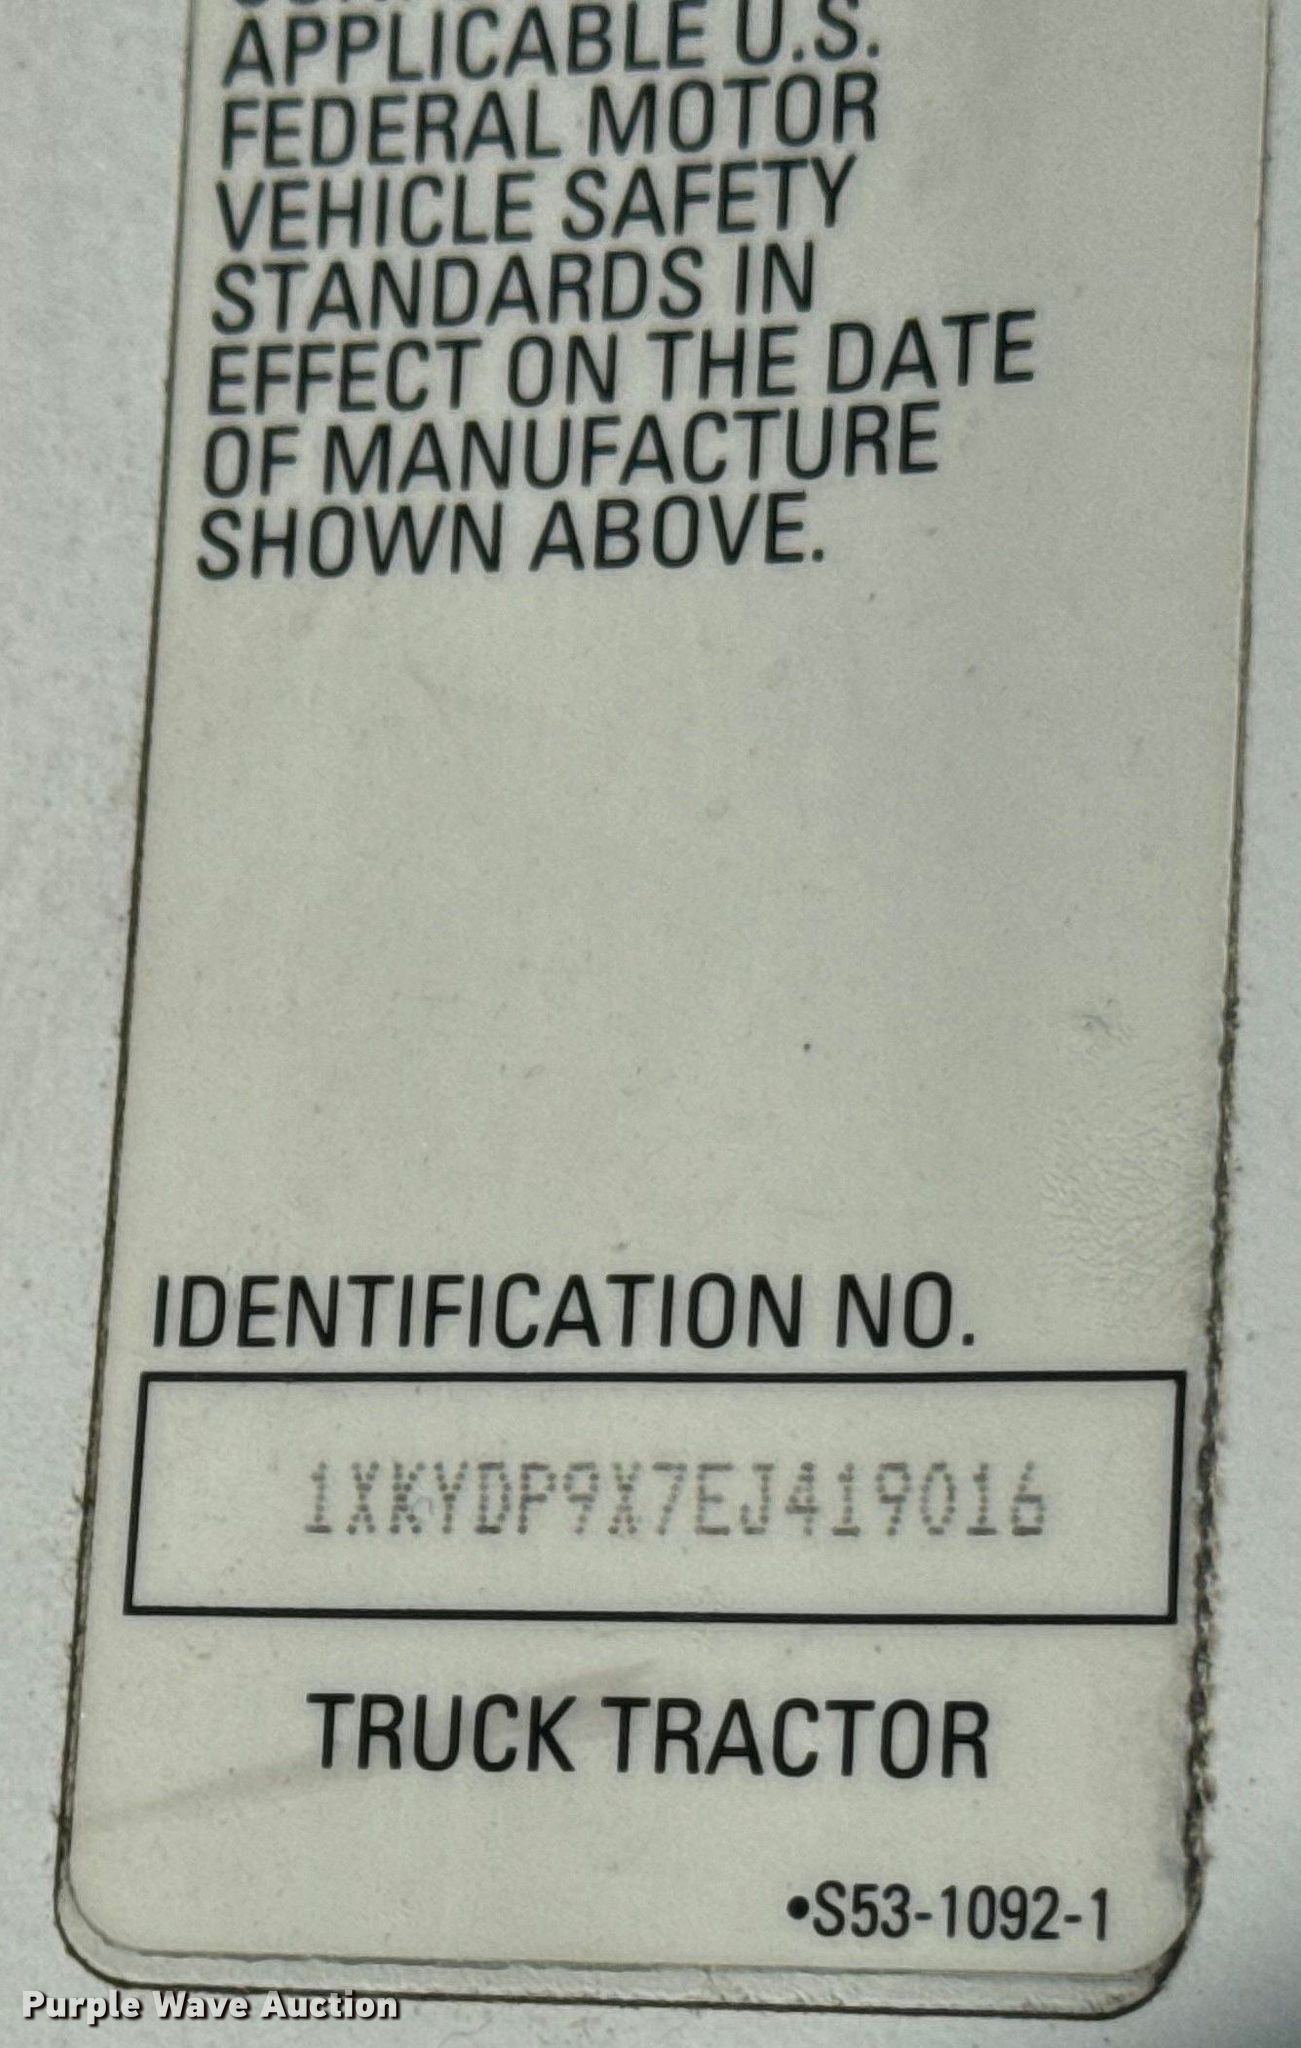 APPLICABLE U.S.
FEDERAL MOTOR
VEHICLE SAFETY
STANDARDS IN
EFFECT ON THE DATE
OF MANUFACTURE
SHOWN ABOVE.
IDENTIFICATION NO.
1XKYDP9X7EJ419016
TRUCK TRACTOR
•S53-1092-1
Purple Wave Auction